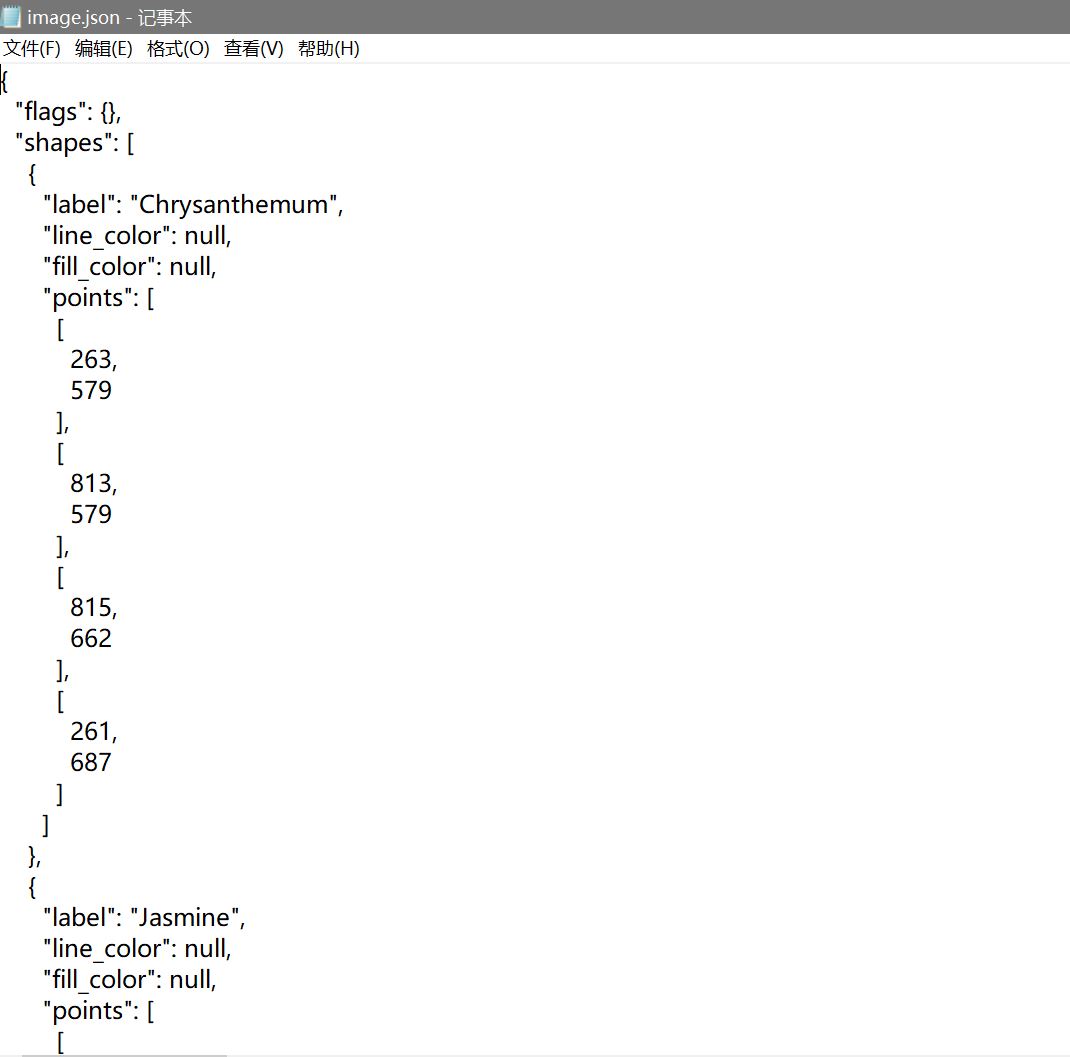 image.json - 记事本
文件(F) 编辑(E) 格式(O) 查看(V) 帮助(H)
{
  "flags": {},
  "shapes": [
    {
      "label": "Chrysanthemum",
      "line_color": null,
      "fill_color": null,
      "points": [
        [
          263,
          579
        ],
        [
          813,
          579
        ],
        [
          815,
          662
        ],
        [
          261,
          687
        ]
      ]
    },
    {
      "label": "Jasmine",
      "line_color": null,
      "fill_color": null,
      "points": [
        [